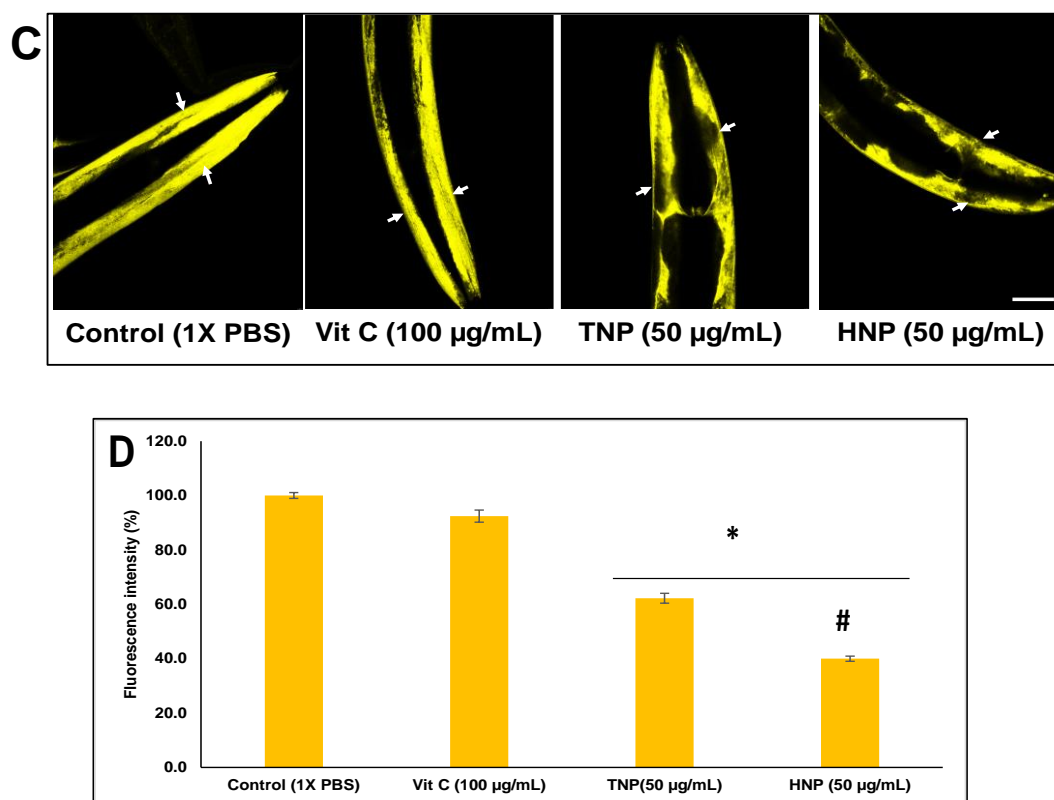 C
Control (1X PBS) Vit C (100 µg/mL) TNP (50 µg/mL) HNP (50 µg/mL)
D
Fluorescence intensity (%)
120.0
100.0
80.0
60.0
40.0
20.0
0.0
*
#
Control (1X PBS) Vit C (100 µg/mL) TNP(50 µg/mL) HNP (50 µg/mL)